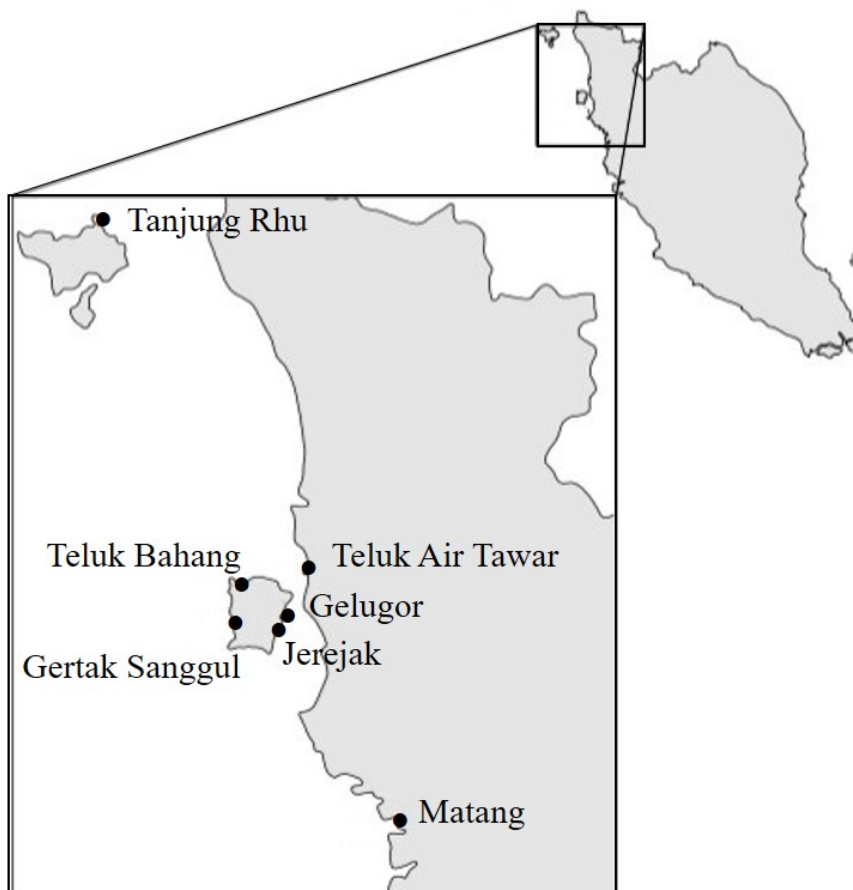 Tanjung Rhu
Teluk Bahang
Teluk Air Tawar
Gelugor
Jerejak
Gertak Sanggul
Matang